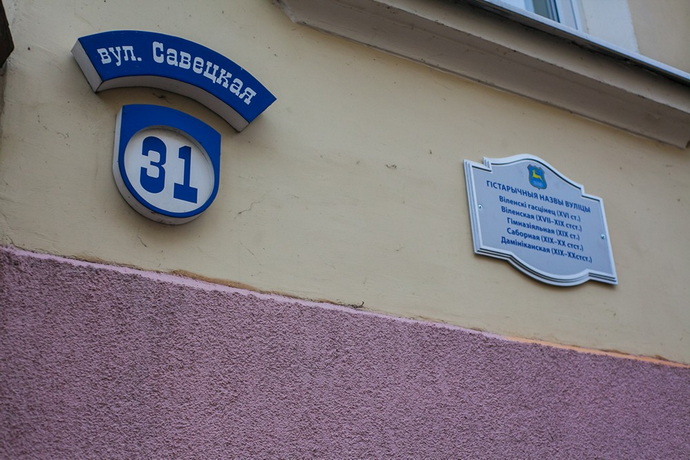 вул. Савецкая
31
ГІСТАРЫЧНЫЯ НАЗВЫ ВУЛІЦЫ
Віленскі гасцінец (XVI ст.)
Віленская (XVII-XIX стст.)
Гімназіяльная (XIX ст.)
Саборная (XIX-XX стст.)
Дамініканская (XIX-XXстст.)